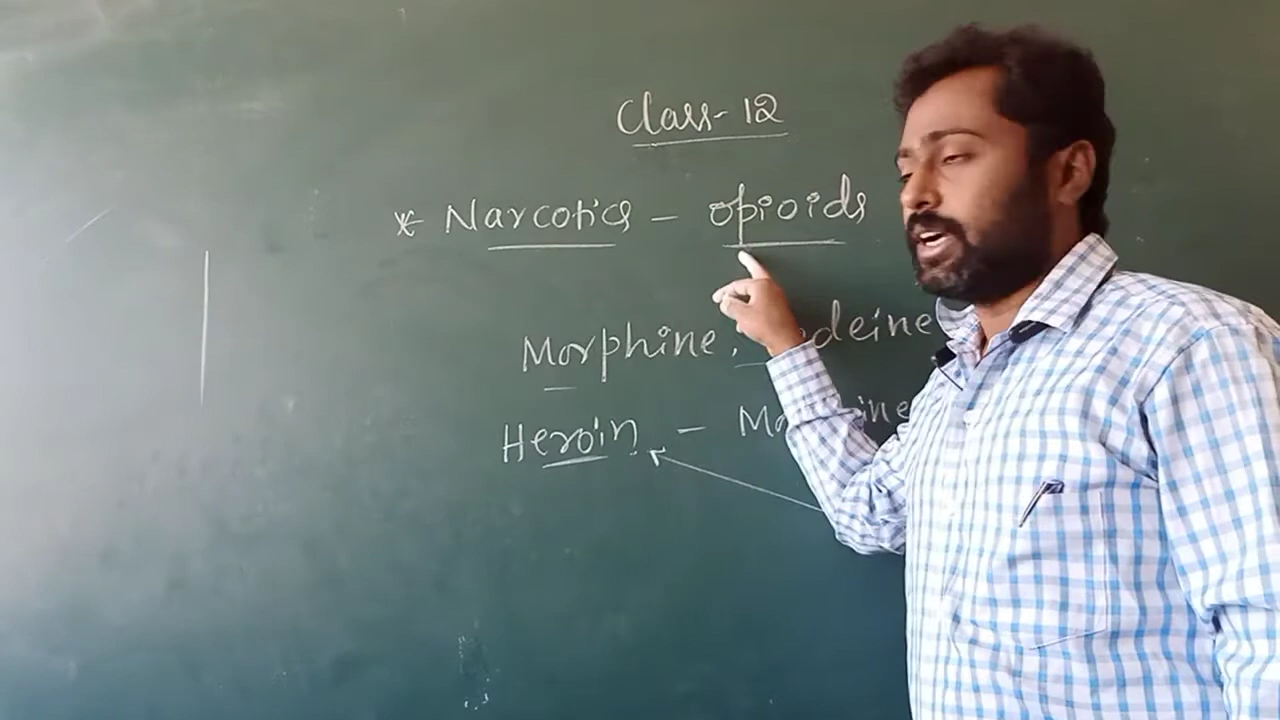 Class-12
* Narcotics - opioids
Morphine,
Heroin -